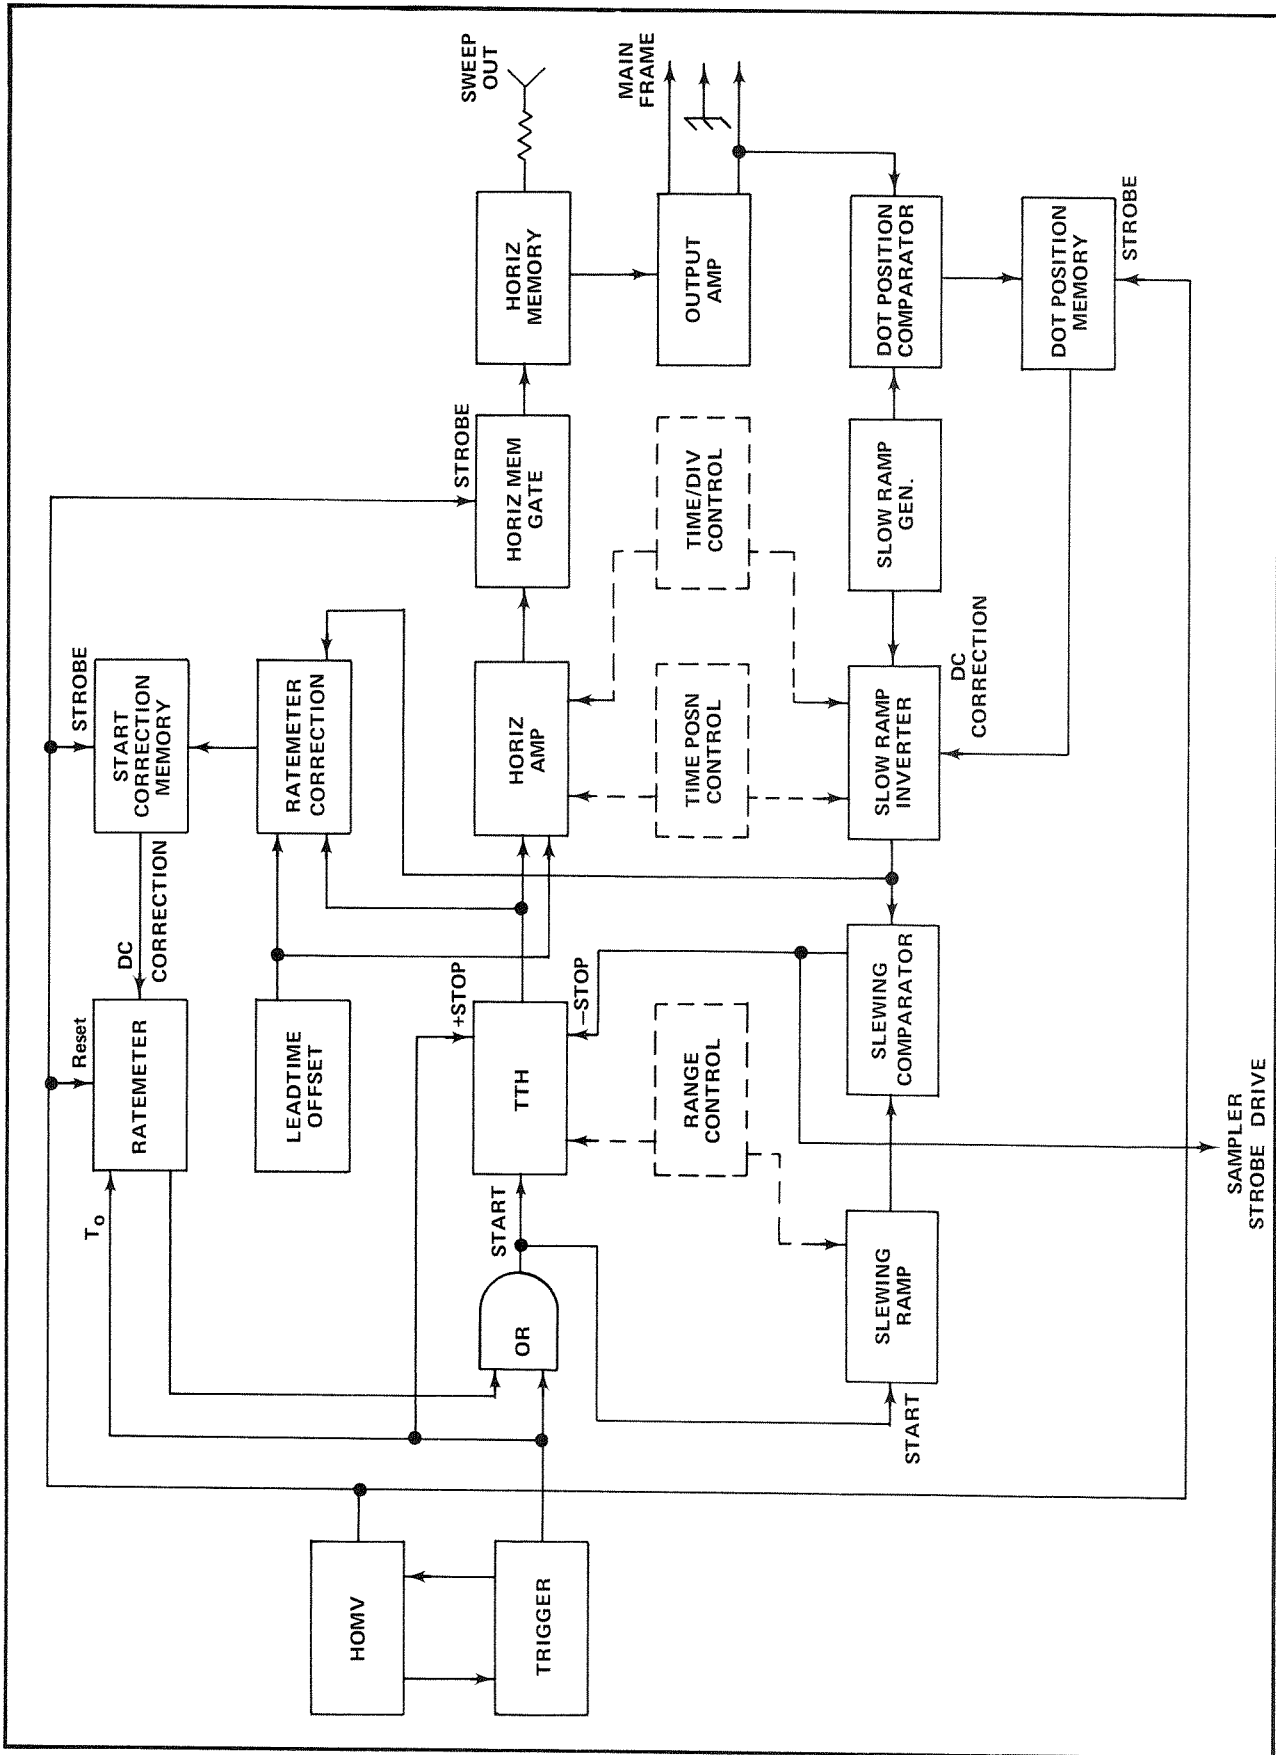 HOMV
TRIGGER
T₀
Reset
RATEMETER
DC
CORRECTION
STROBE
START
CORRECTION
MEMORY
LEADTIME
OFFSET
RATEMETER
CORRECTION
OR
START
+STOP
TTH
−STOP
HORIZ
AMP
STROBE
HORIZ MEM
GATE
HORIZ
MEMORY
SWEEP
OUT
RANGE
CONTROL
TIME POSN
CONTROL
TIME/DIV
CONTROL
OUTPUT
AMP
MAIN
FRAME
START
SLEWING
RAMP
SLEWING
COMPARATOR
SLOW RAMP
INVERTER
DC
CORRECTION
SLOW RAMP
GEN.
DOT POSITION
COMPARATOR
DOT POSITION
MEMORY
STROBE
SAMPLER
STROBE DRIVE